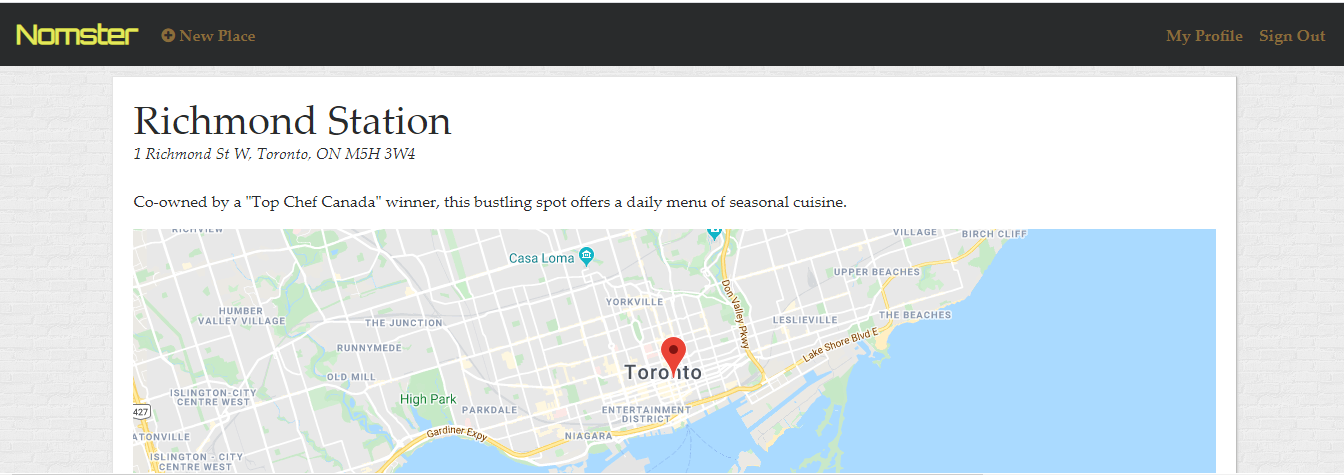 Nomster New Place My Profile Sign Out
Richmond Station
1 Richmond St W, Toronto, ON M5H 3W4
Co-owned by a "Top Chef Canada" winner, this bustling spot offers a daily menu of seasonal cuisine.
RICHVIEW
VILLAGE
BIRCH CLIFF
Casa Loma
UPPER BEACHES
YORKVILLE
Don Valley Pkwy
HUMBER
VALLEY VILLAGE
THE JUNCTION
LESLIEVILLE
THE BEACHES
Lake Shore Blvd E
RUNNYMEDE
Toronto
OLD MILL
ISLINGTON-CITY
CENTRE WEST
High Park
427
PARKDALE
ENTERTAINMENT
DISTRICT
Gardiner Expy
NIAGARA
ATONVILLE
ISLINGTON - CITY
CENTRE WEST